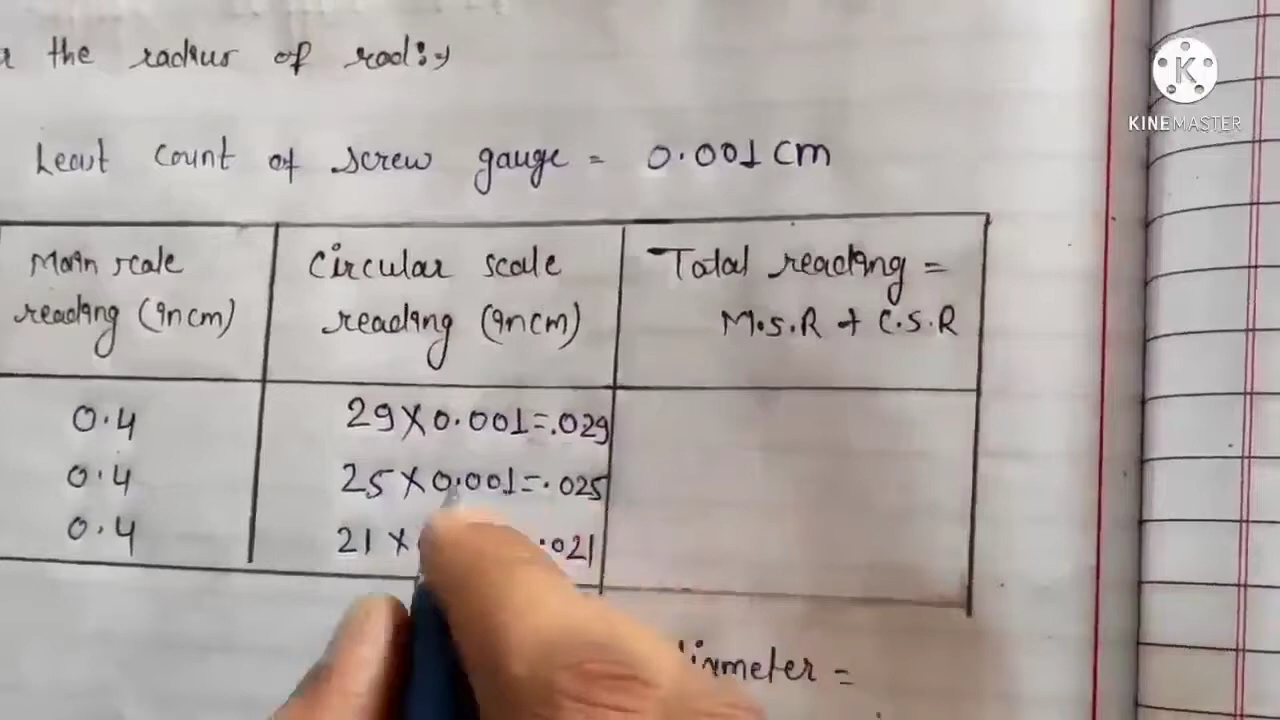 the radius of rod:→
KINEMASTER
Least count of screw gauge = 0.001 cm
Main scale reading (in cm)
Circular scale reading (in cm)
Total reading = M.S.R + C.S.R
0.4
29 × 0.001 = .029
0.4
25 × 0.001 = .025
0.4
21 × .021
diameter =